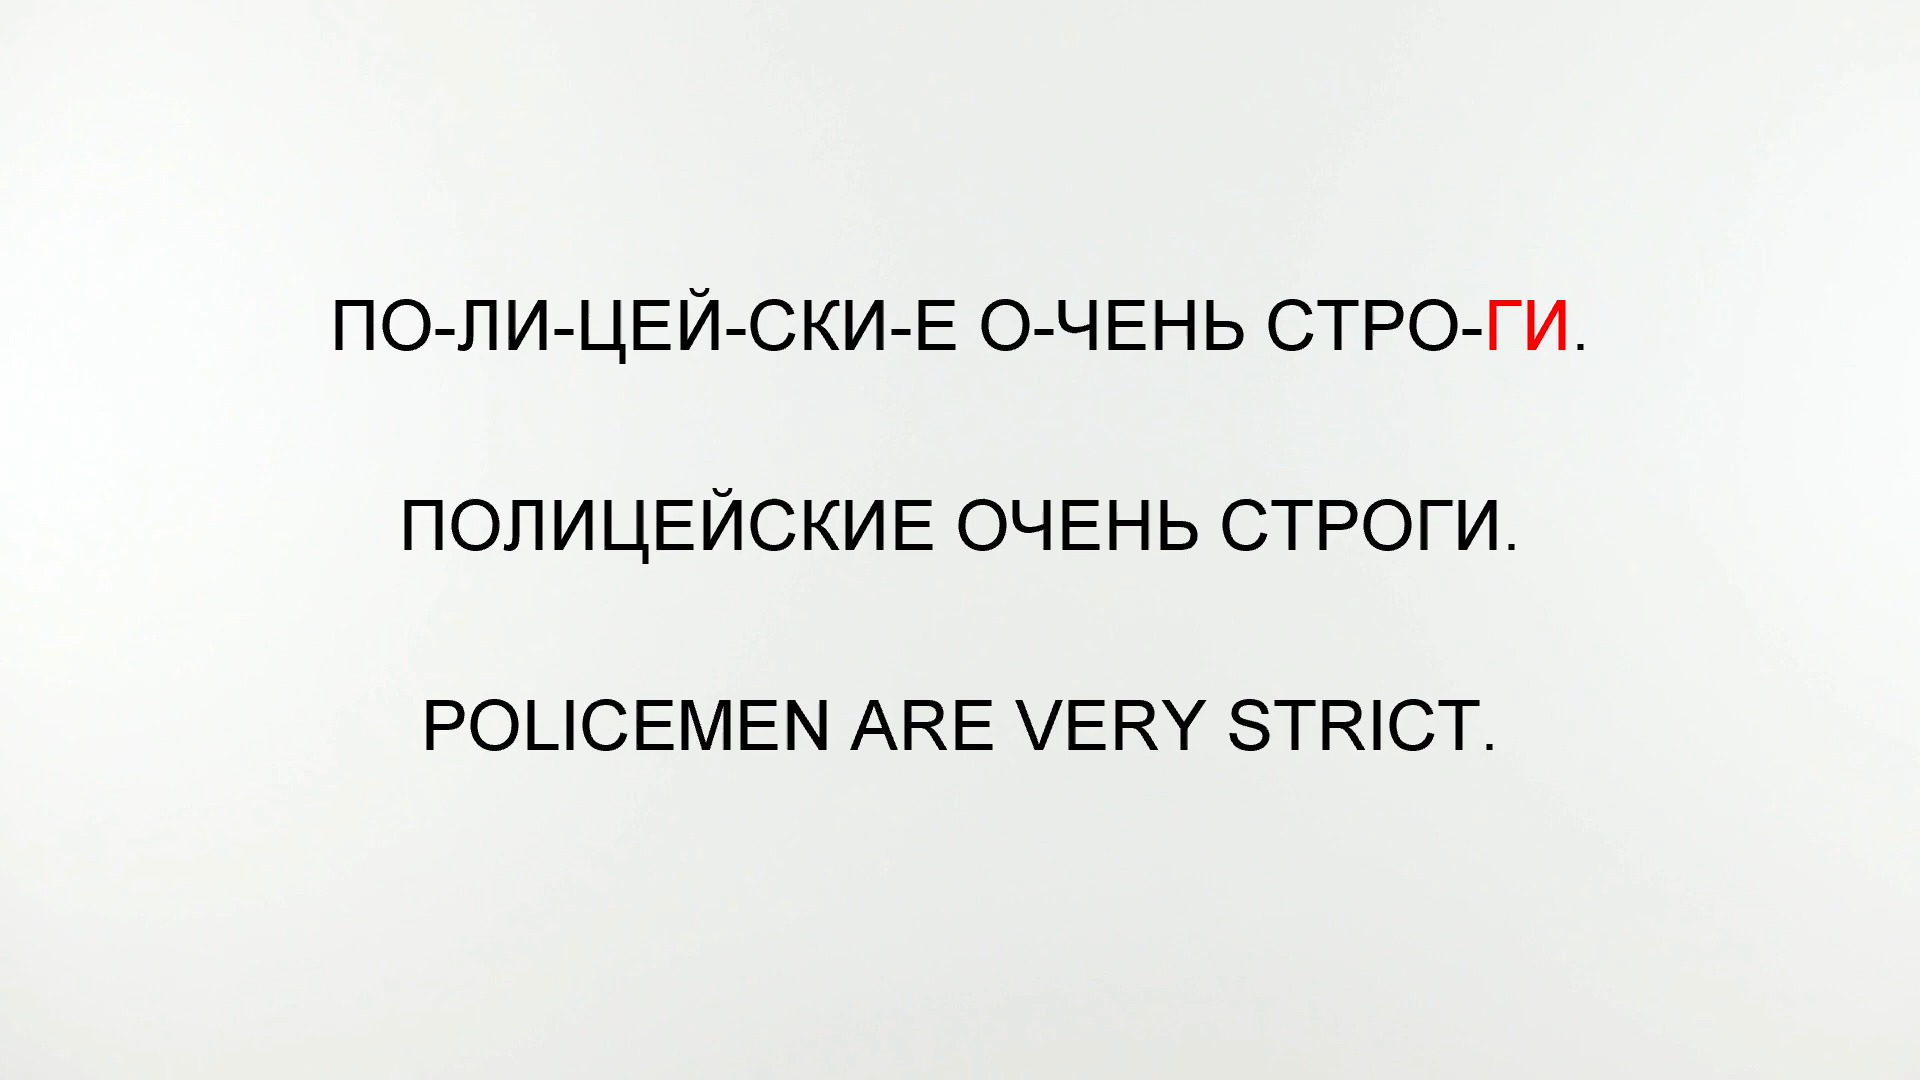 ПО-ЛИ-ЦЕЙ-СКИ-Е О-ЧЕНЬ СТРО-ГИ.
ПОЛИЦЕЙСКИЕ ОЧЕНЬ СТРОГИ.
POLICEMEN ARE VERY STRICT.